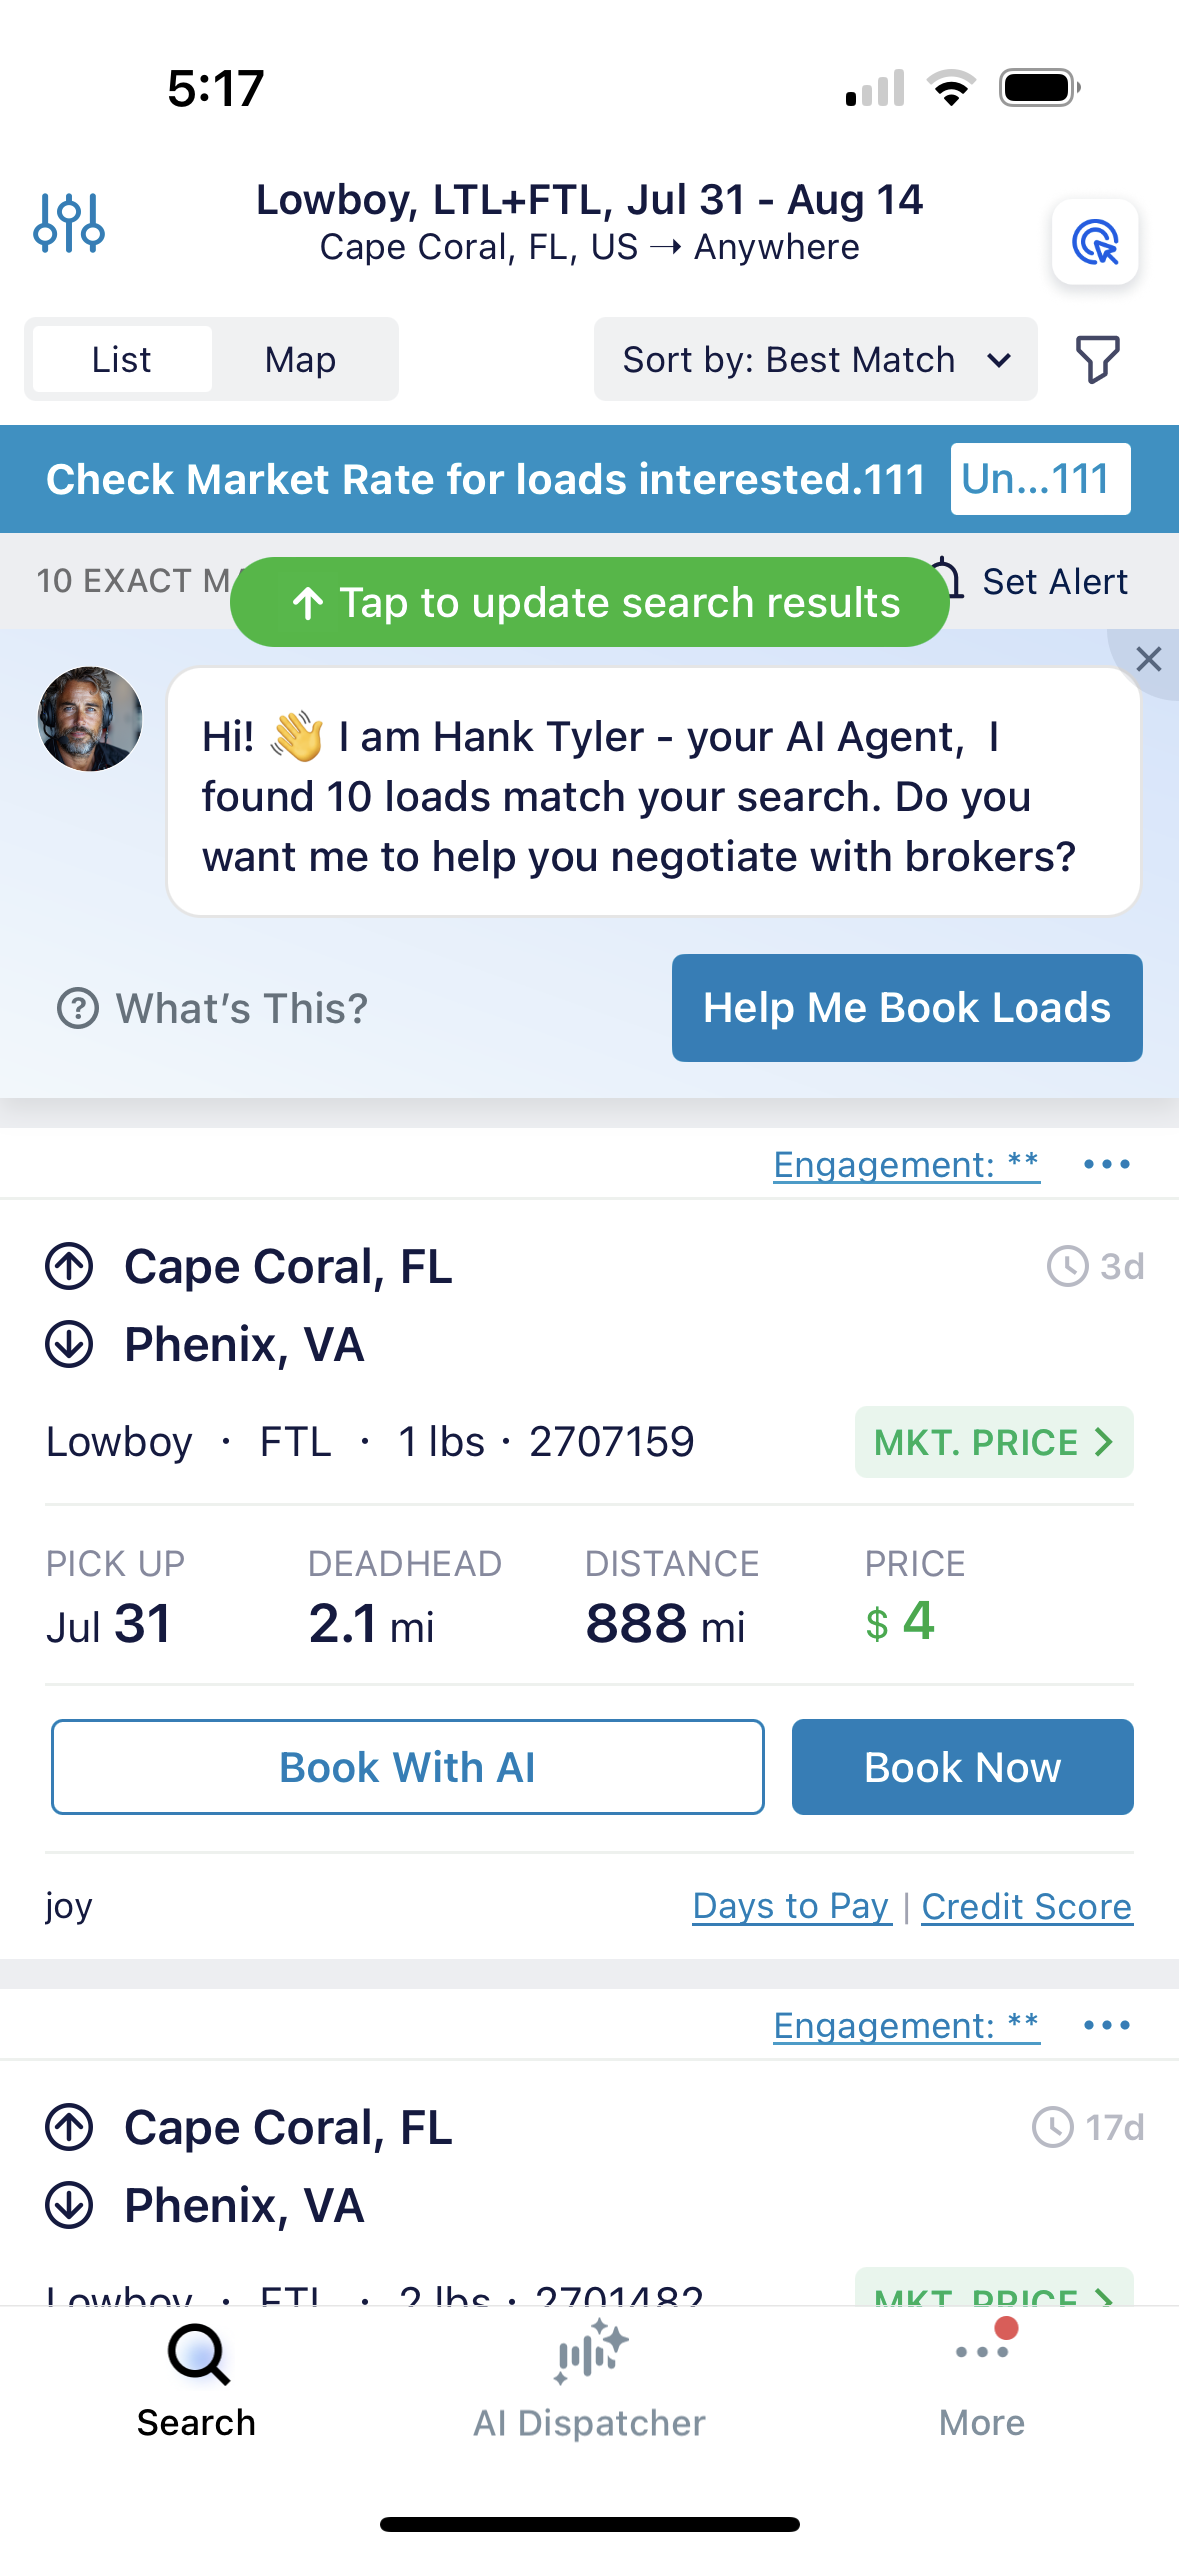 5:17
Lowboy, LTL+FTL, Jul 31 - Aug 14
Cape Coral, FL, US → Anywhere
List
Map
Sort by: Best Match
Check Market Rate for loads interested.111
Un...111
10 EXACT
Tap to update search results
Set Alert
Hi! 👋 I am Hank Tyler - your AI Agent, I
found 10 loads match your search. Do you
want me to help you negotiate with brokers?
What's This?
Help Me Book Loads
Engagement: **
Cape Coral, FL
3d
Phenix, VA
Lowboy · FTL · 1 lbs · 2707159
MKT. PRICE
PICK UP
DEADHEAD
DISTANCE
PRICE
Jul 31
2.1 mi
888 mi
$ 4
Book With AI
Book Now
joy
Days to Pay | Credit Score
Engagement: **
Cape Coral, FL
17d
Phenix, VA
Lowboy · FTL · 2 lbs · 2701482
MKT. PRICE
Search
AI Dispatcher
More